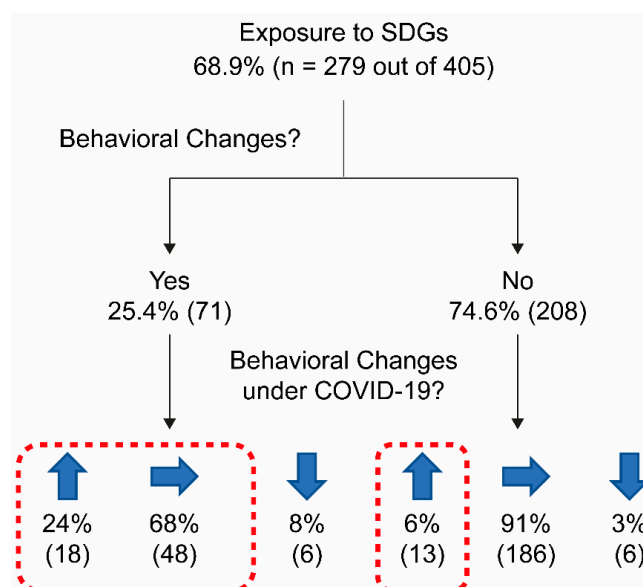 Exposure to SDGs
68.9% (n = 279 out of 405)
Behavioral Changes?
Yes
25.4% (71)
No
74.6% (208)
Behavioral Changes
under COVID-19?
24% 68% 8% 6% 91% 3%
(18) (48) (6) (13) (186) (6)